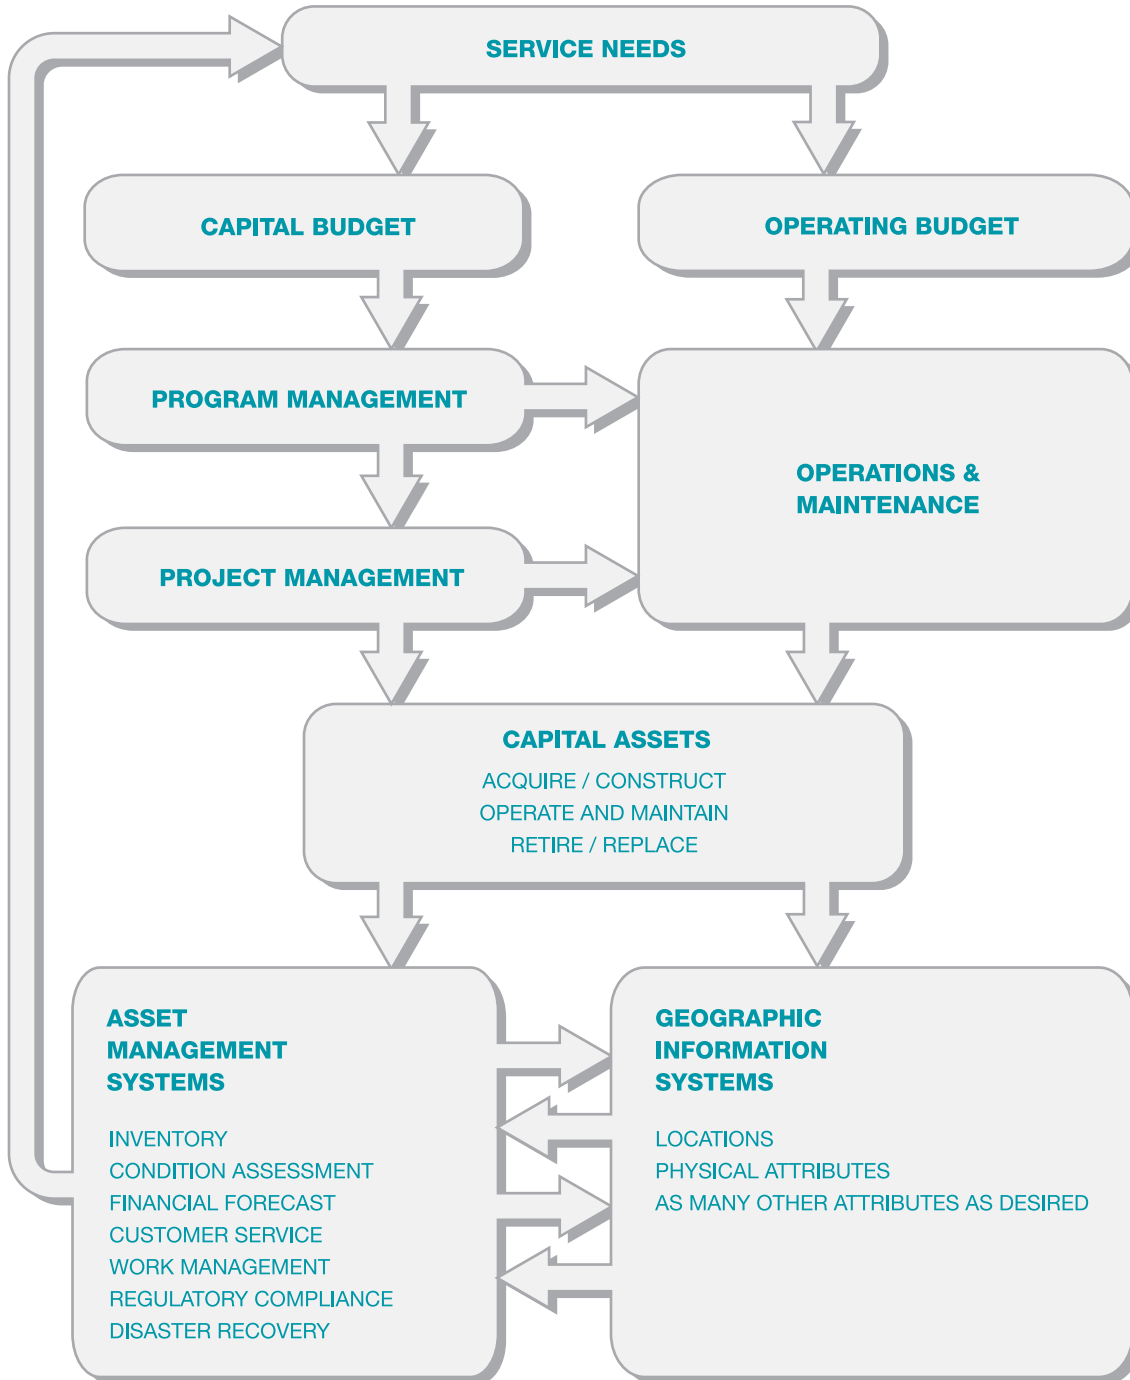 SERVICE NEEDS
CAPITAL BUDGET
OPERATING BUDGET
PROGRAM MANAGEMENT
OPERATIONS &
MAINTENANCE
PROJECT MANAGEMENT
CAPITAL ASSETS
ACQUIRE / CONSTRUCT
OPERATE AND MAINTAIN
RETIRE / REPLACE
ASSET
MANAGEMENT
SYSTEMS
INVENTORY
CONDITION ASSESSMENT
FINANCIAL FORECAST
CUSTOMER SERVICE
WORK MANAGEMENT
REGULATORY COMPLIANCE
DISASTER RECOVERY
GEOGRAPHIC
INFORMATION
SYSTEMS
LOCATIONS
PHYSICAL ATTRIBUTES
AS MANY OTHER ATTRIBUTES AS DESIRED